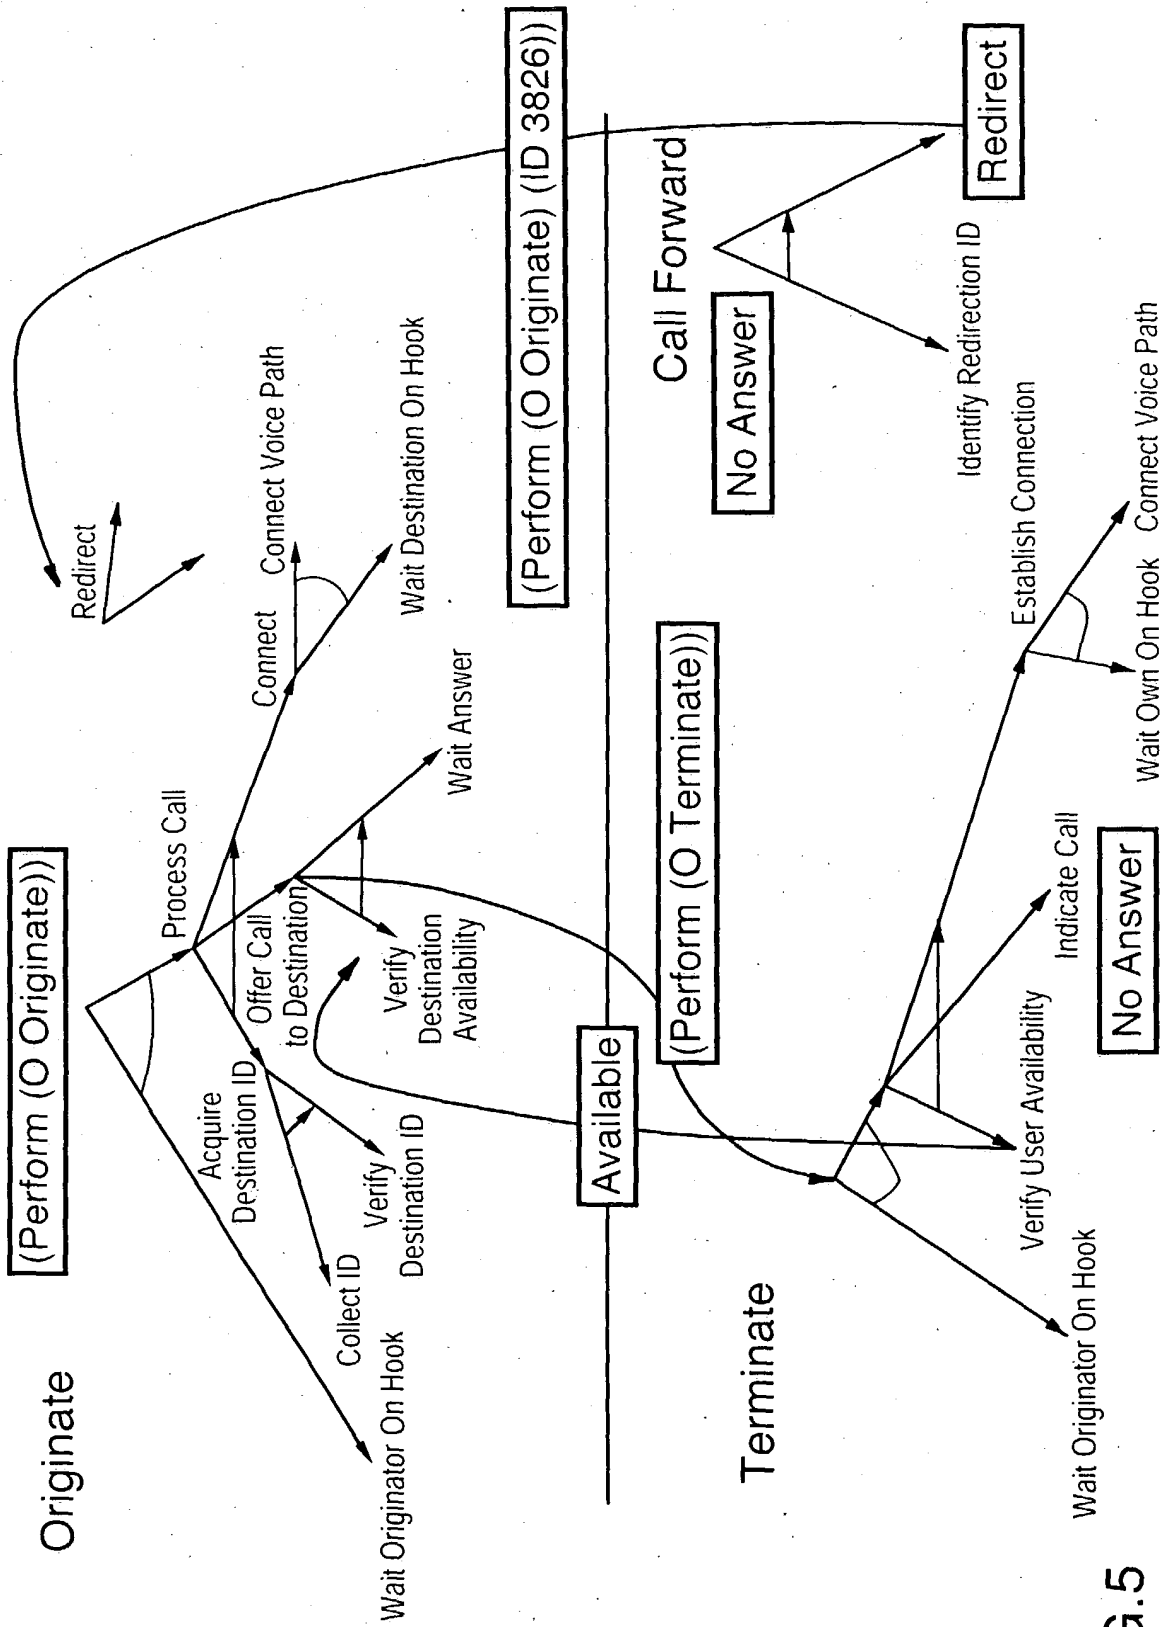 Originate
(Perform (O Originate))
Redirect
Process Call
Connect
Connect Voice Path
Acquire
Destination ID
Offer Call
to Destination
Collect ID
Verify
Destination ID
Verify
Destination
Availability
Wait Answer
Wait Destination On Hook
Wait Originator On Hook
(Perform (O Originate) (ID 3826))
Available
(Perform (O Terminate))
Call Forward
No Answer
Terminate
Identify Redirection ID
Redirect
Establish Connection
Verify User Availability
Indicate Call
Wait Originator On Hook
No Answer
Wait Own On Hook
Connect Voice Path
G.5